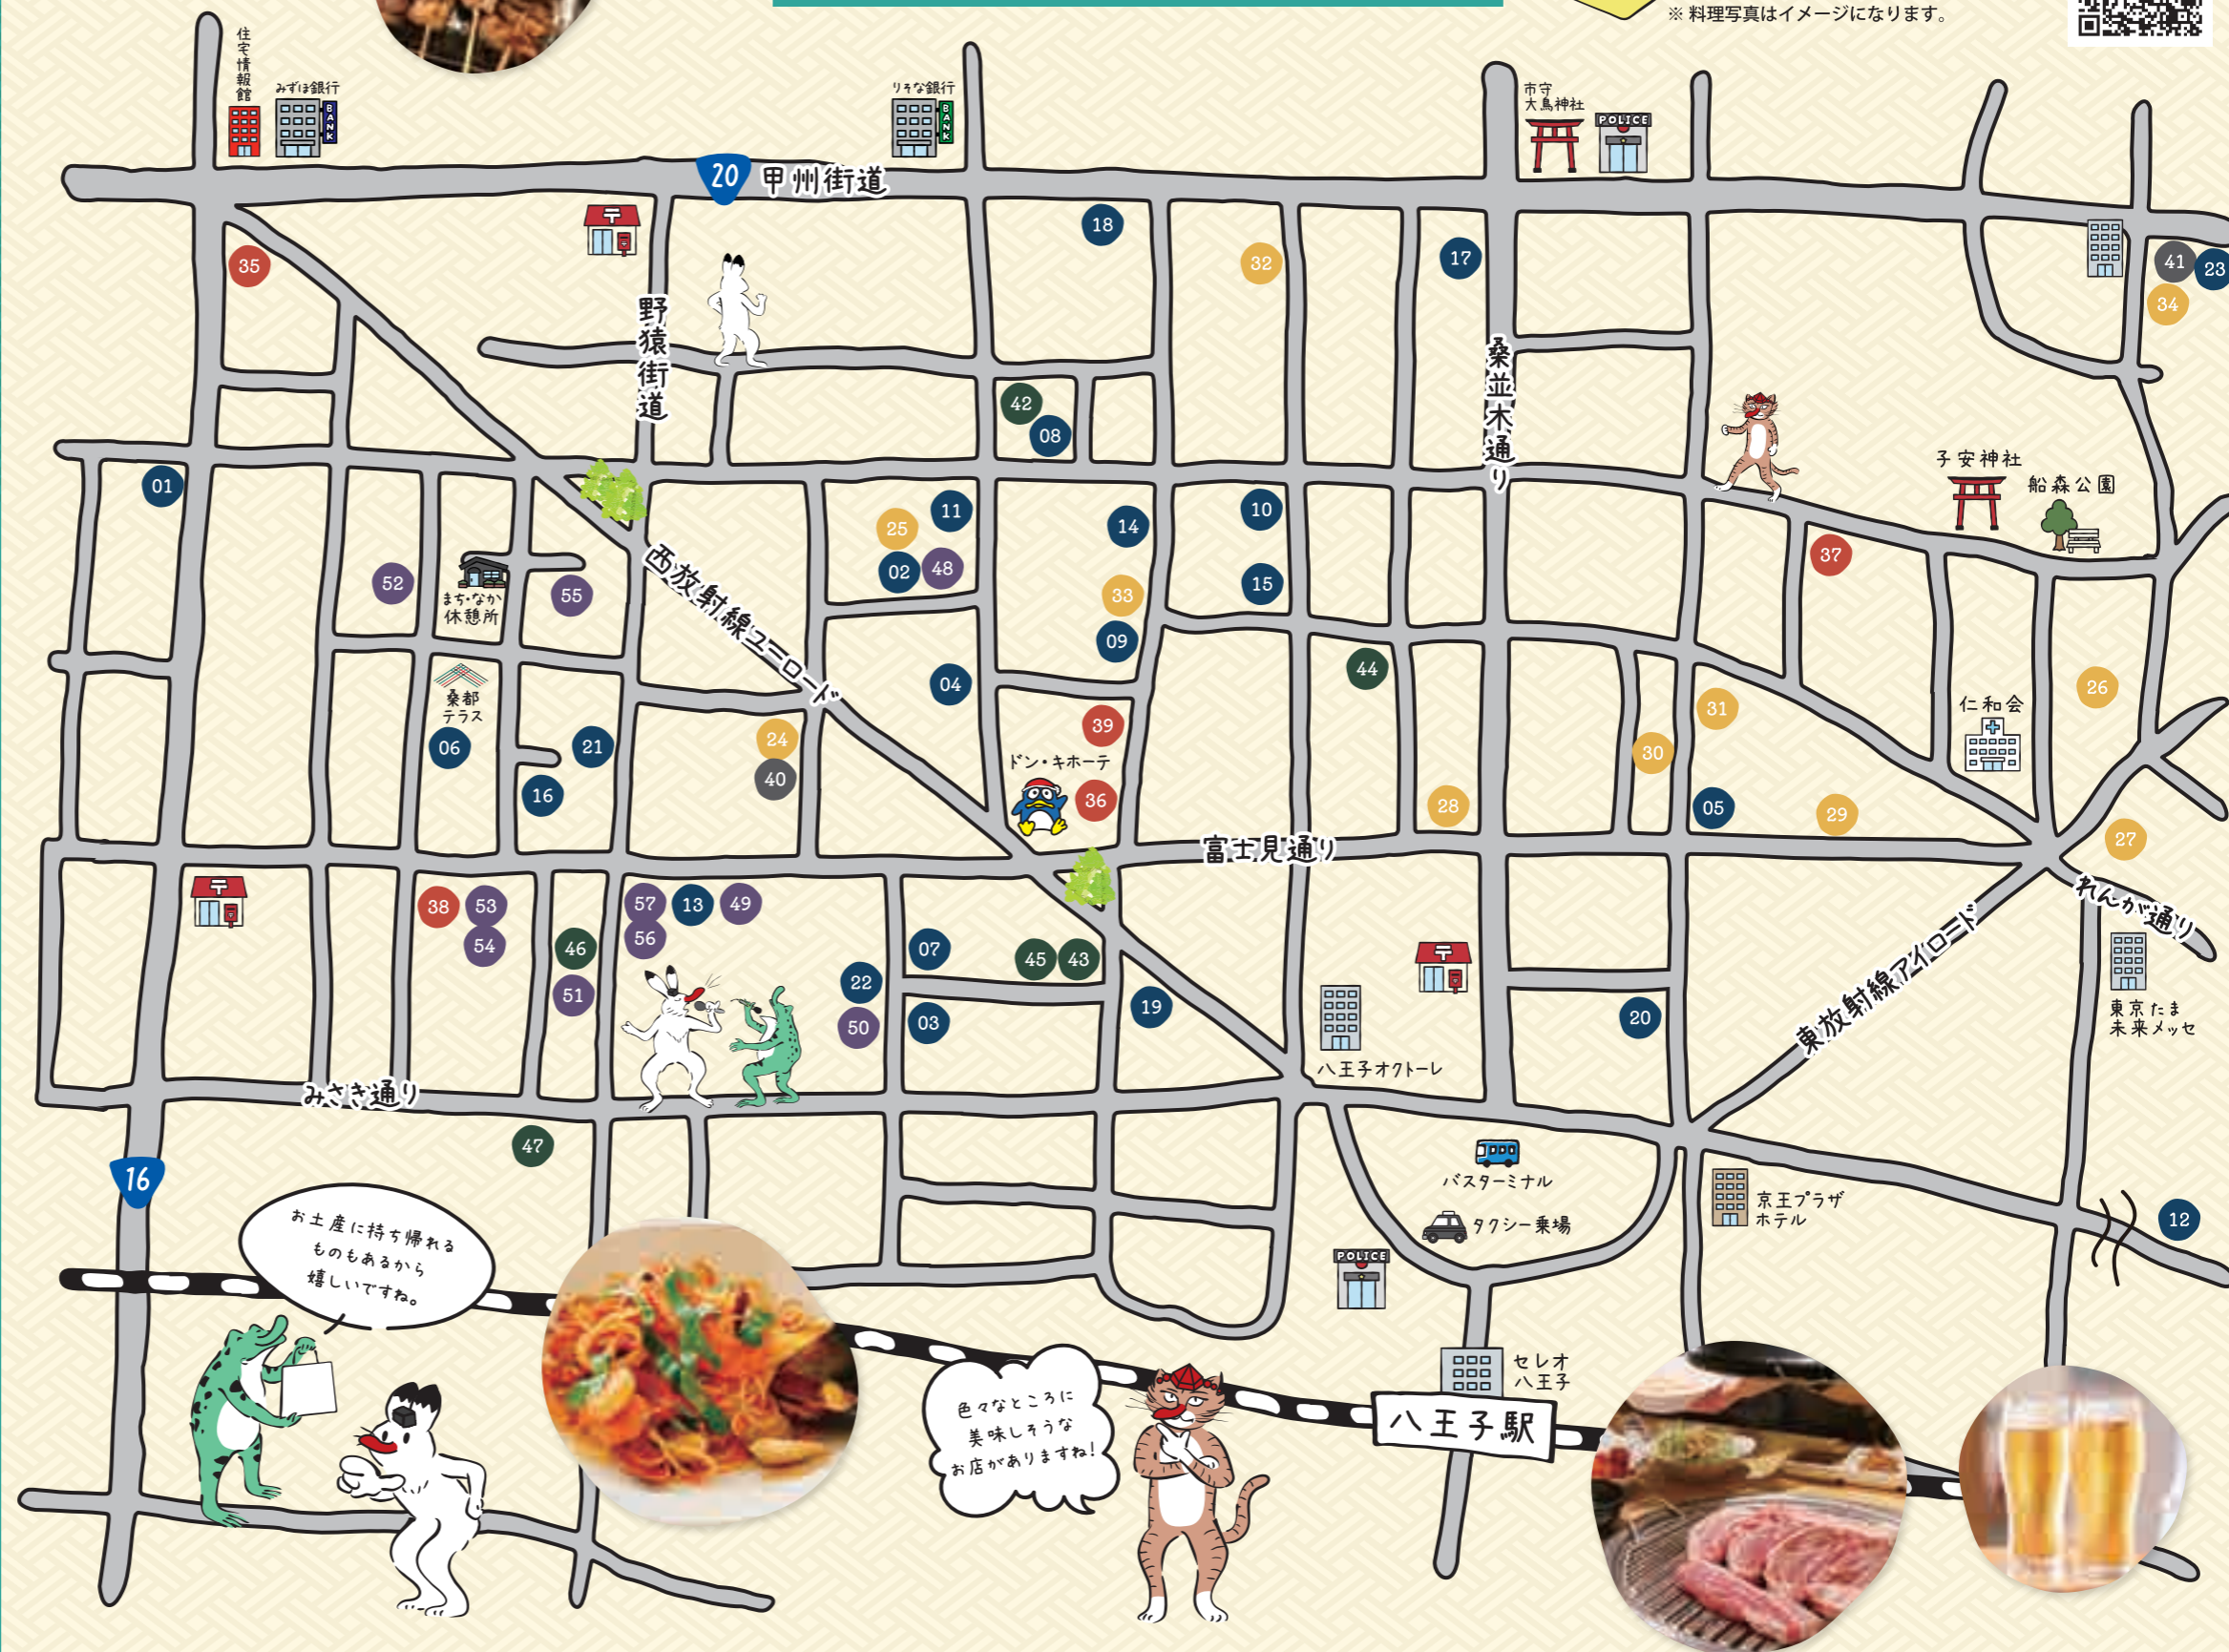 ※ 料理写真はイメージになります。
住宅情報館
みずほ銀行
BANK
りそな銀行
BANK
市守
大鳥神社
POLICE
20
甲州街道
18
32
17
35
41
23
34
野猿街道
桑並木通り
42
08
子安神社
船森公園
01
11
25
14
10
02
48
15
52
まち・なか
休憩所
55
西放射線ユーロード
33
09
37
44
04
26
桑都
テラス
06
21
16
24
40
39
ドン・キホーテ
36
31
30
仁和会
28
05
29
27
富士見通り
れんが通り
38
53
54
57
13
49
56
46
51
07
45
43
22
50
03
19
20
八王子オクトーレ
東放射線アイロード
東京たま
未来メッセ
みさき通り
47
16
バスターミナル
タクシー乗場
京王プラザ
ホテル
12
お土産に持ち帰れる
ものもあるから
嬉しいですね。
POLICE
セレオ
八王子
八王子駅
色々なところに
美味しそうな
お店がありますね!